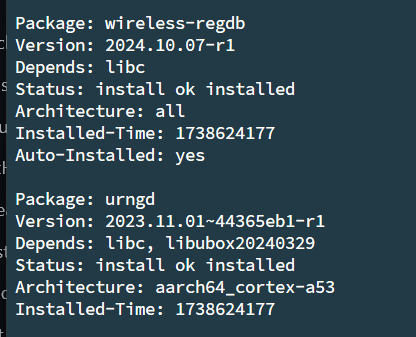 Package: wireless-regdb
Version: 2024.10.07-r1
Depends: libc
Status: install ok installed
Architecture: all
Installed-Time: 1738624177
Auto-Installed: yes

Package: urngd
Version: 2023.11.01~44365eb1-r1
Depends: libc, libubox20240329
Status: install ok installed
Architecture: aarch64_cortex-a53
Installed-Time: 1738624177